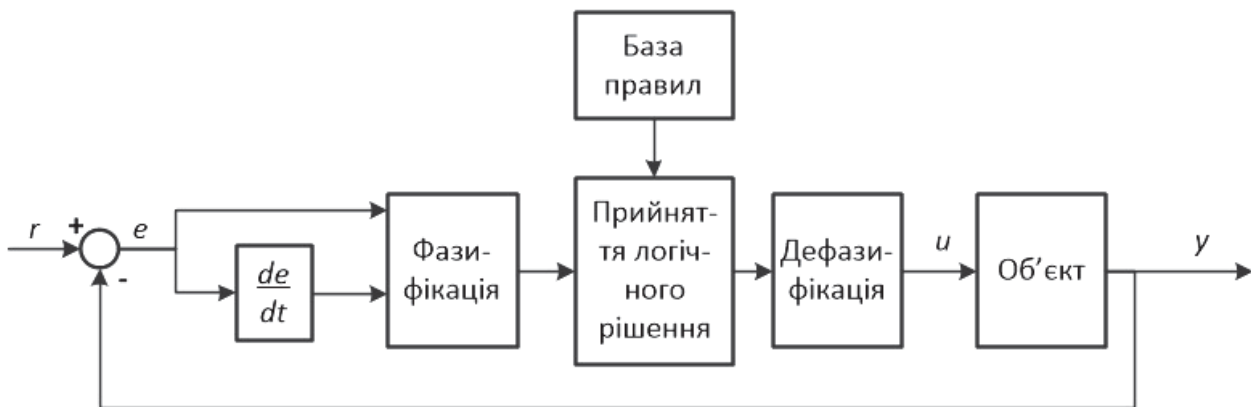 База
правил
r
+
e
-
de
dt
Фази-
фікація
Прийнят-
тя логіч-
ного
рішення
Дефази-
фікація
u
Об’єкт
y